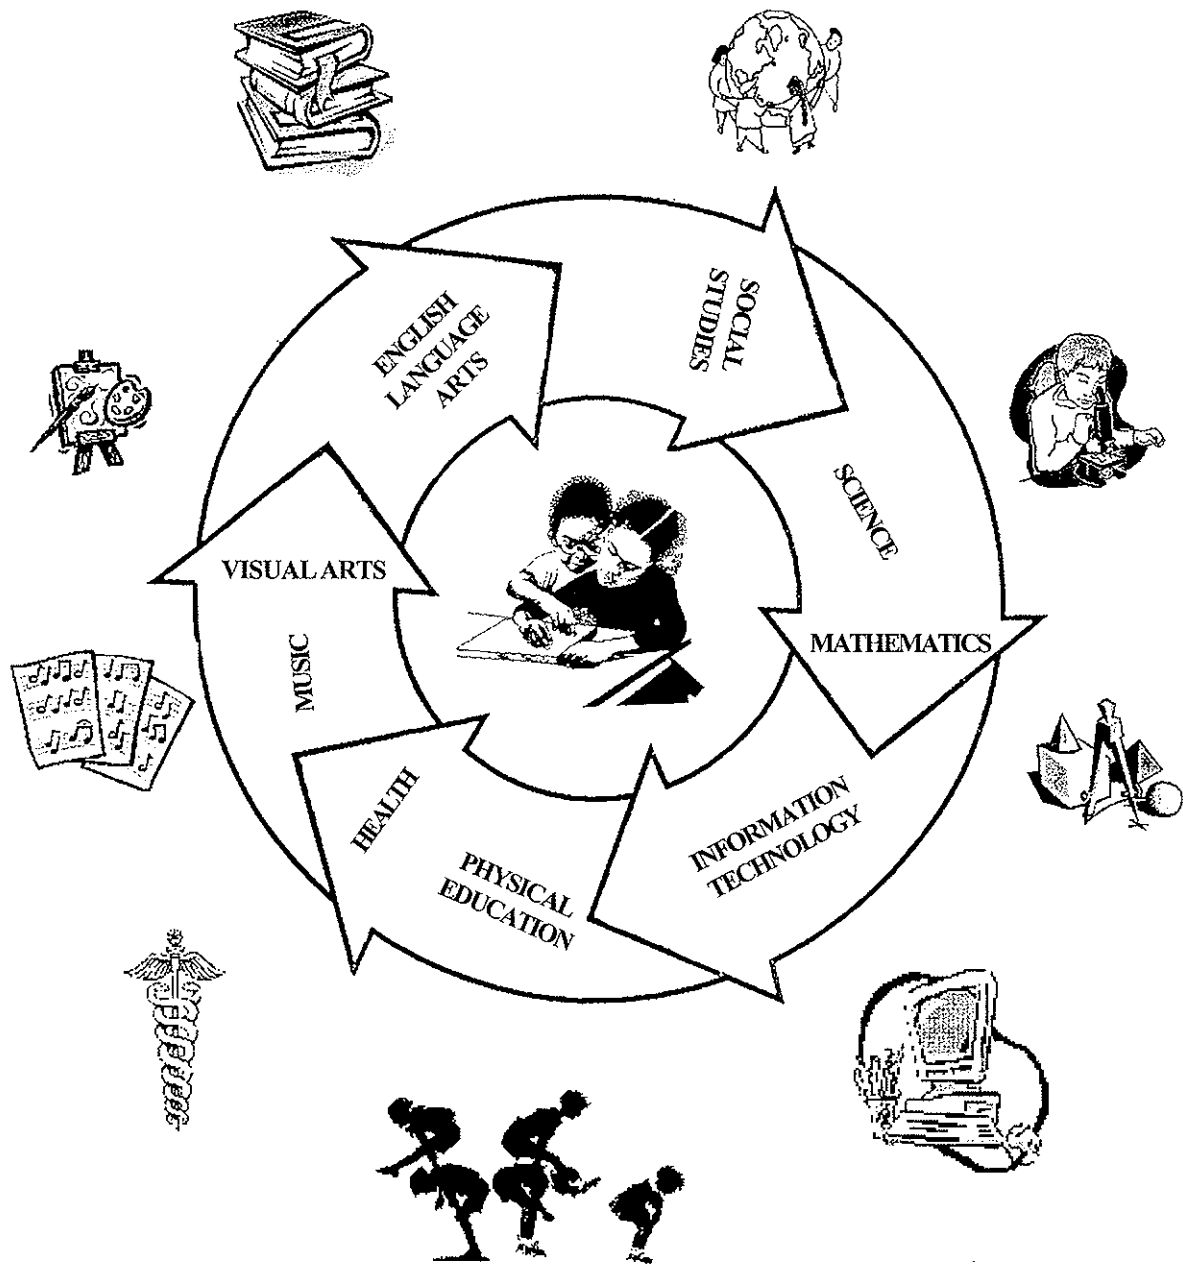 ENGLISH
LANGUAGE
ARTS
SOCIAL
STUDIES
SCIENCE
MATHEMATICS
INFORMATION
TECHNOLOGY
PHYSICAL
EDUCATION
HEALTH
MUSIC
VISUAL ARTS